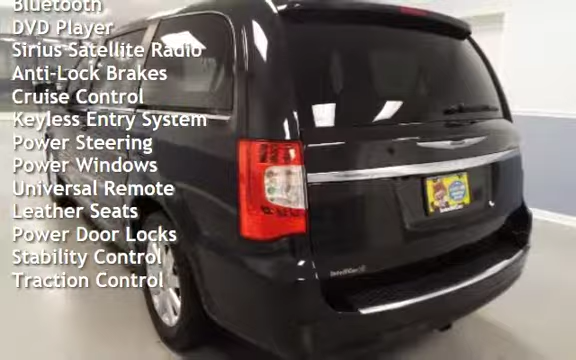 Bluetooth
DVD Player
Sirius Satellite Radio
Anti-Lock Brakes
Cruise Control
Keyless Entry System
Power Steering
Power Windows
Universal Remote
Leather Seats
Power Door Locks
Stability Control
Traction Control